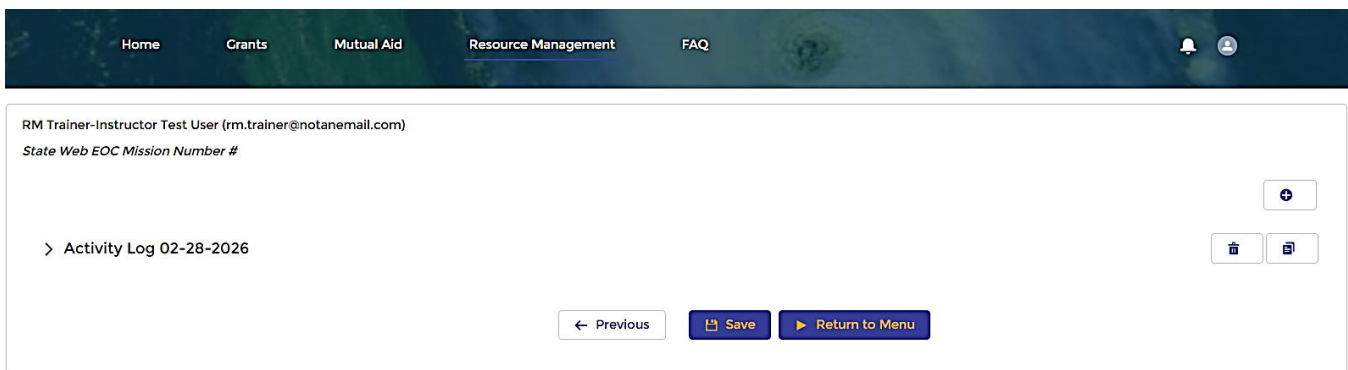 Home Grants Mutual Aid Resource Management FAQ
RM Trainer-Instructor Test User (rm.trainer@notanemail.com)
State Web EOC Mission Number #
Activity Log 02-28-2026
Previous Save Return to Menu